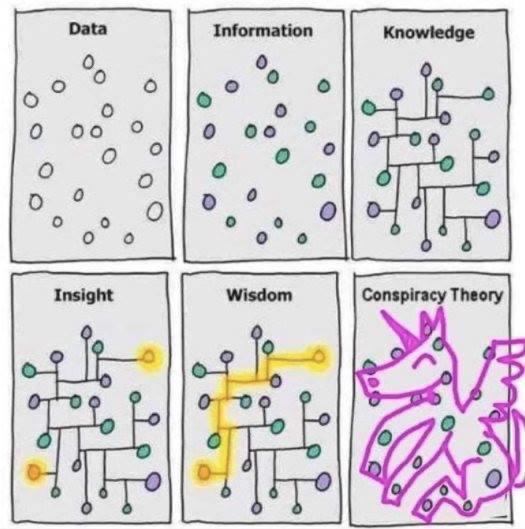 Data
Information
Knowledge
Insight
Wisdom
Conspiracy Theory